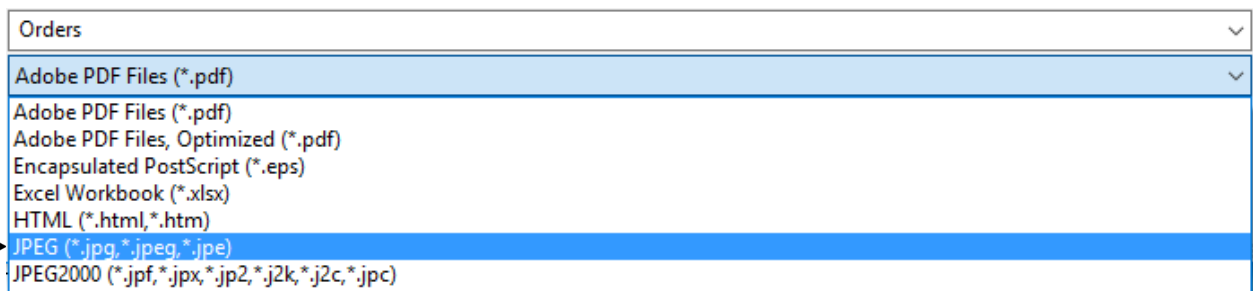 Orders
Adobe PDF Files (*.pdf)
Adobe PDF Files (*.pdf)
Adobe PDF Files, Optimized (*.pdf)
Encapsulated PostScript (*.eps)
Excel Workbook (*.xlsx)
HTML (*.html,*.htm)
JPEG (*.jpg,*.jpeg,*.jpe)
JPEG2000 (*.jpf,*.jpx,*.jp2,*.j2k,*.j2c,*.jpc)